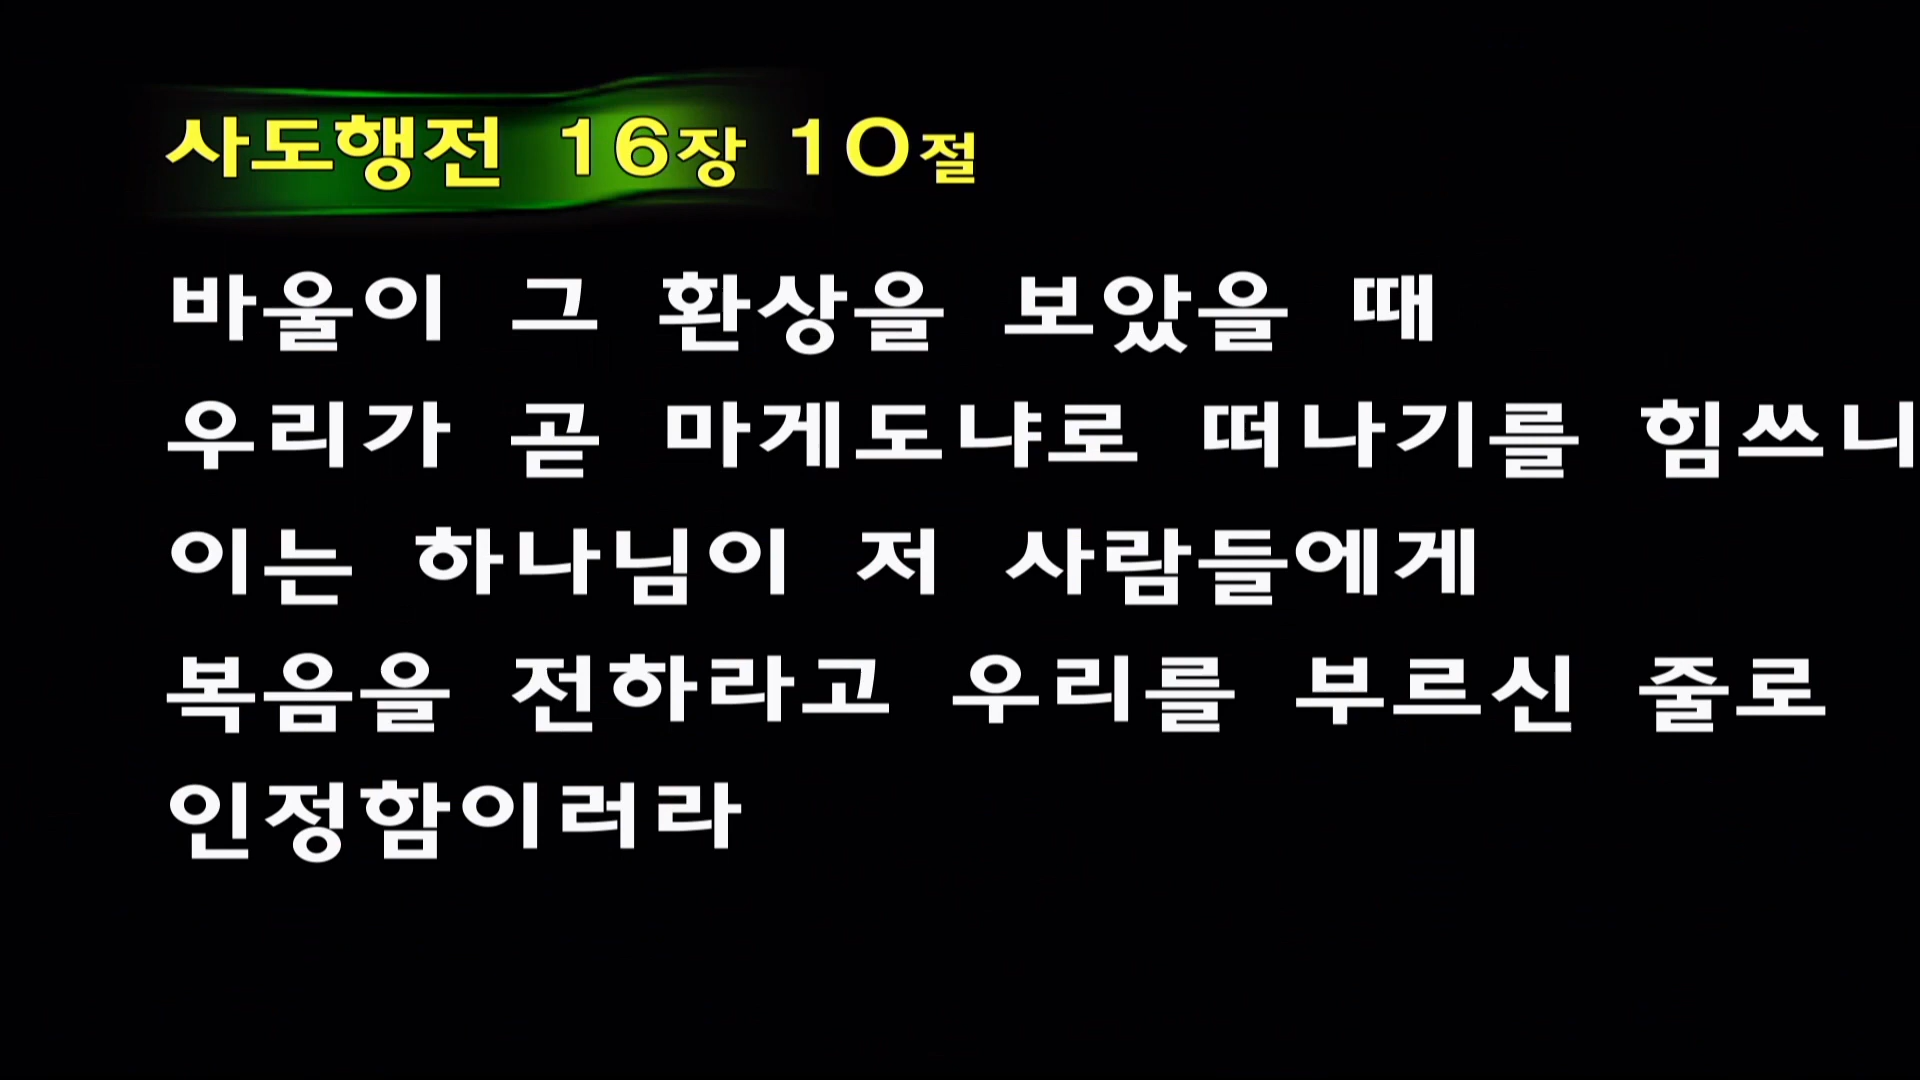 사도행전 16장 10절
바울이 그 환상을 보았을 때
우리가 곧 마게도냐로 떠나기를 힘쓰니
이는 하나님이 저 사람들에게
복음을 전하라고 우리를 부르신 줄로
인정함이러라